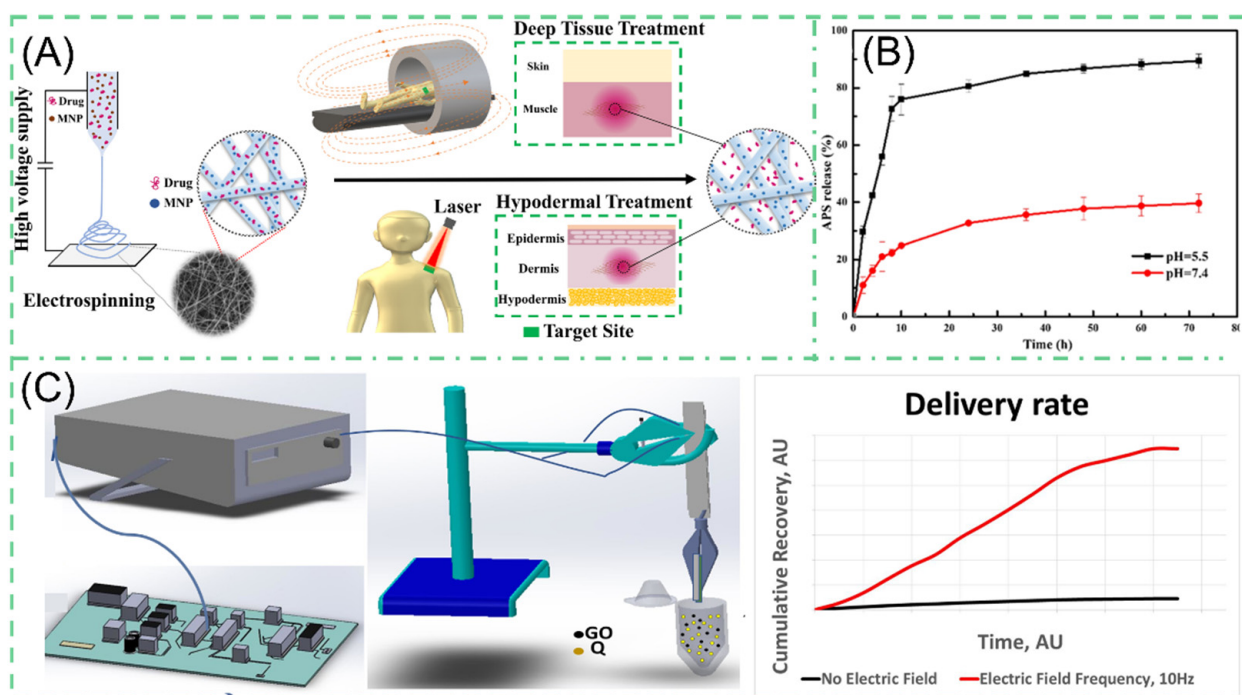 (A)
High voltage supply
Drug
MNP
Drug
MNP
Electrospinning
Laser
Deep Tissue Treatment
Skin
Muscle
Hypodermal Treatment
Epidermis
Dermis
Hypodermis
Target Site
(B)
APS release (%)
100
80
60
40
20
0
0 10 20 30 40 50 60 70 80
Time (h)
pH=5.5
pH=7.4
(C)
GO
Q
Delivery rate
Cumulative Recovery, AU
Time, AU
No Electric Field
Electric Field Frequency, 10Hz